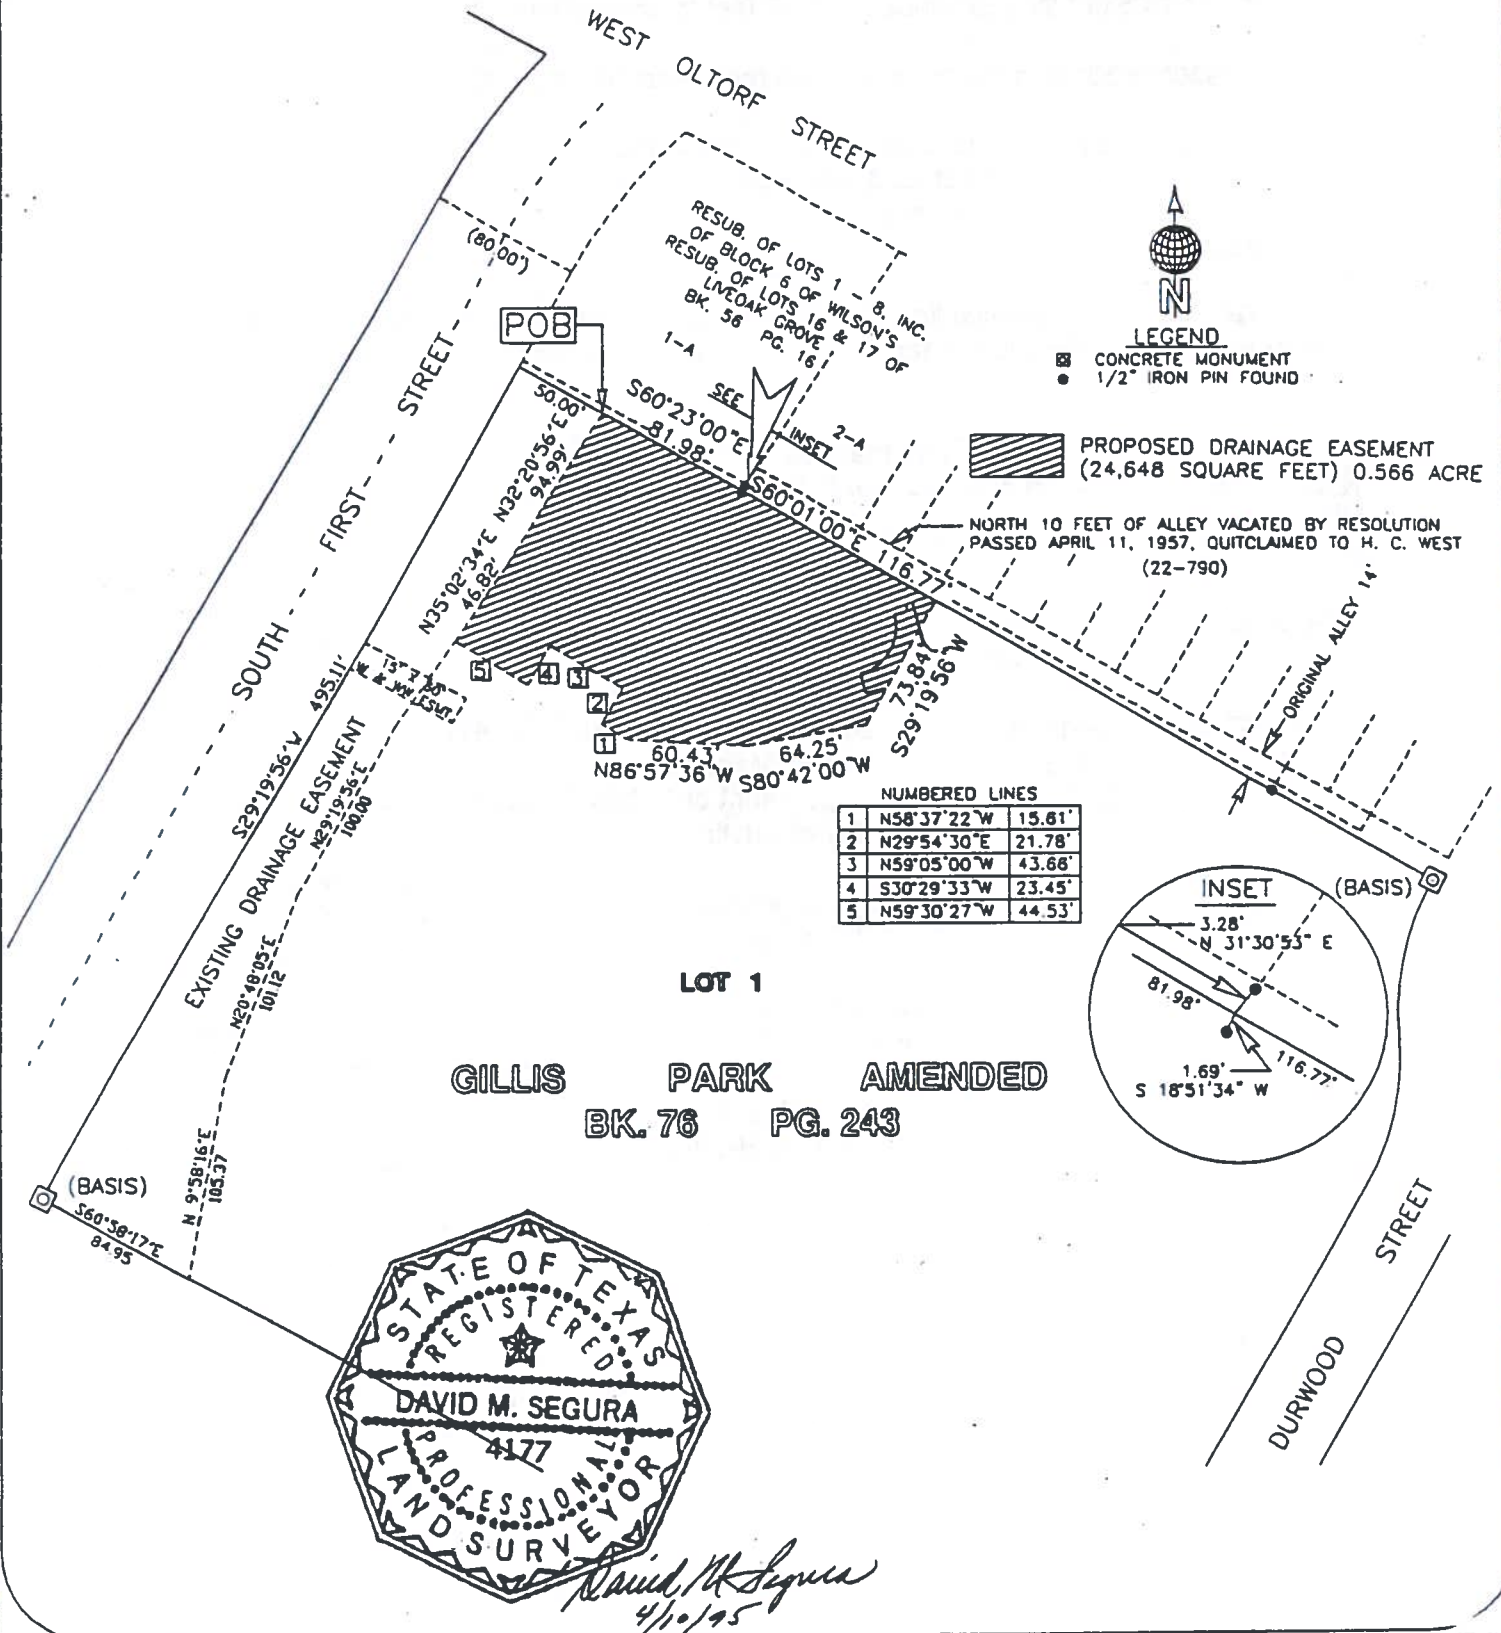 WEST OLTORF STREET
(80.00')
RESUB. OF LOTS 1 - 8, INC.
OF BLOCK 6 OF WILSON'S
RESUB. OF LOTS 16 & 17 OF
LIVEOAK GROVE
BK. 56 PG. 16
N
LEGEND
CONCRETE MONUMENT
1/2" IRON PIN FOUND
POB
1-A
SEE
INSET
2-A
50.00'
S60°23'00"E
81.98'
S60°01'00"E 116.77'
PROPOSED DRAINAGE EASEMENT
(24,648 SQUARE FEET) 0.566 ACRE
NORTH 10 FEET OF ALLEY VACATED BY RESOLUTION
PASSED APRIL 11, 1957, QUITCLAIMED TO H. C. WEST
(22-790)
ORIGINAL ALLEY 14'
SOUTH FIRST STREET
N32°20'56"E
94.99'
N35°02'34"E
46.82'
5
4
3
2
1
60.43'
N86°57'36"W
64.25'
S80°42'00"W
73.84'
S29°19'56"W
S29°19'56"W 495.11'
EXISTING DRAINAGE EASEMENT
N29°19'56"E
100.00
N20°48'05"E
101.12
N 9°58'16"E
105.37
(BASIS)
S60°38'17"E
84.95
NUMBERED LINES
1 N58°37'22"W 15.61'
2 N29°54'30"E 21.78'
3 N59°05'00"W 43.66'
4 S30°29'33"W 23.45'
5 N59°30'27"W 44.53'
LOT 1
GILLIS PARK AMENDED
BK. 76 PG. 243
INSET
(BASIS)
3.28'
N 31°30'53" E
81.98'
116.77'
1.69'
S 18°51'34" W
DURWOOD STREET
STATE OF TEXAS
REGISTERED
DAVID M. SEGURA
4177
PROFESSIONAL
LAND SURVEYOR
David M Segura
4/10/95